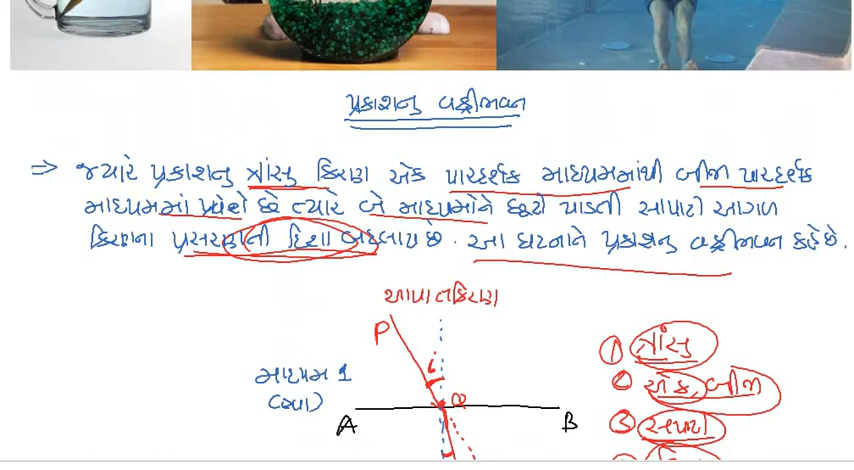 પ્રકાશનુ વક્રીભવન
⇒ જ્યારે પ્રકાશનુ ત્રાંસુ કિરણ એક પારદર્શક માધ્યમમાંથી બીજા પારદર્શક
માધ્યમમાં પ્રવેશે છે ત્યારે બે માધ્યમોને છૂટી પાડતી સપાટી આગળ
કિરણના પ્રસરણની દિશા બદલાય છે. આ ઘટનાને પ્રકાશનુ વક્રીભવન કહે છે.
આપાતકિરણ
P
i
માધ્યમ 1
(હવા)
A
Q
B
① ત્રાંસુ
② એક, બીજા
③ સપાટી